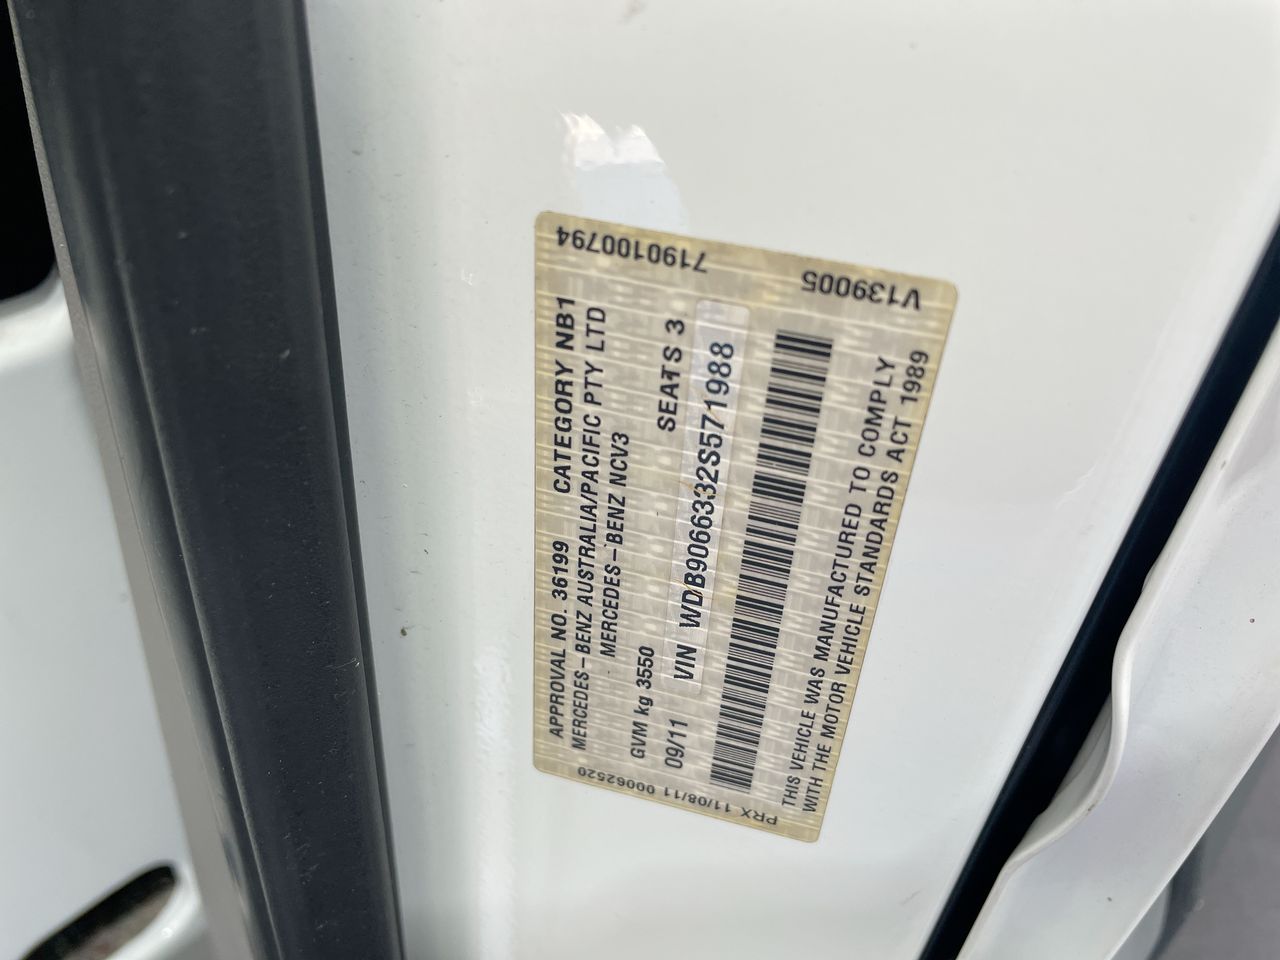 APPROVAL NO. 36199 CATEGORY NB1
MERCEDES-BENZ AUSTRALIA/PACIFIC PTY LTD
MERCEDES-BENZ NCV3
GVM kg 3550 SEATS 3
09/11 VIN WDB9066332S571988
THIS VEHICLE WAS MANUFACTURED TO COMPLY
WITH THE MOTOR VEHICLE STANDARDS ACT 1989
V139005 7190100794
PRX 11/08/11 00062520